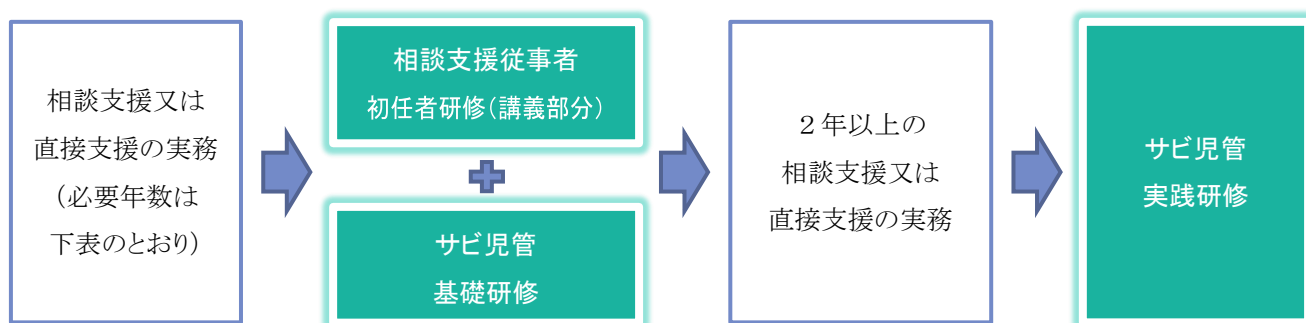 相談支援又は
直接支援の実務
（必要年数は
下表のとおり）
相談支援従事者
初任者研修（講義部分）
サビ児管
基礎研修
２年以上の
相談支援又は
直接支援の実務
サビ児管
実践研修